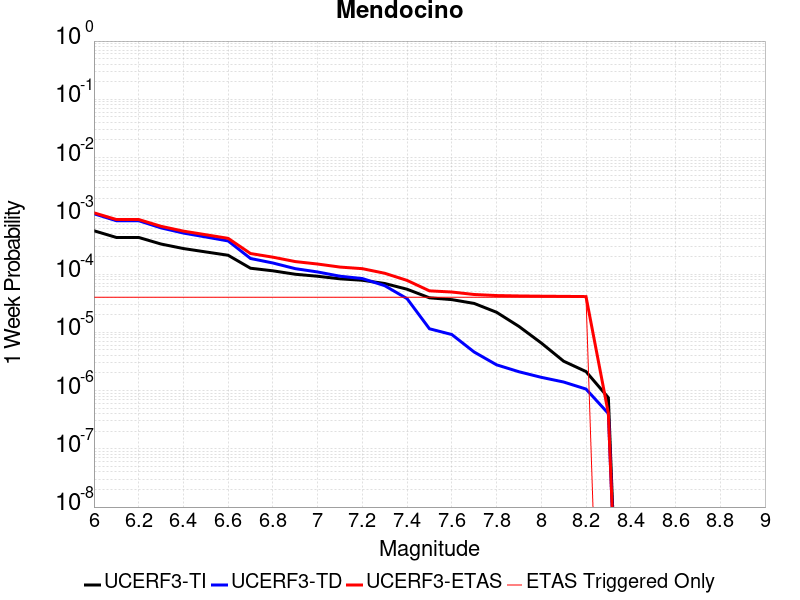 Mendocino
10 0
10 -1
10 -2
10 -3
10 -4
10 -5
10 -6
10 -7
10 -8
1 Week Probability
6 6.2 6.4 6.6 6.8 7 7.2 7.4 7.6 7.8 8 8.2 8.4 8.6 8.8 9
Magnitude
UCERF3-TI UCERF3-TD UCERF3-ETAS ETAS Triggered Only